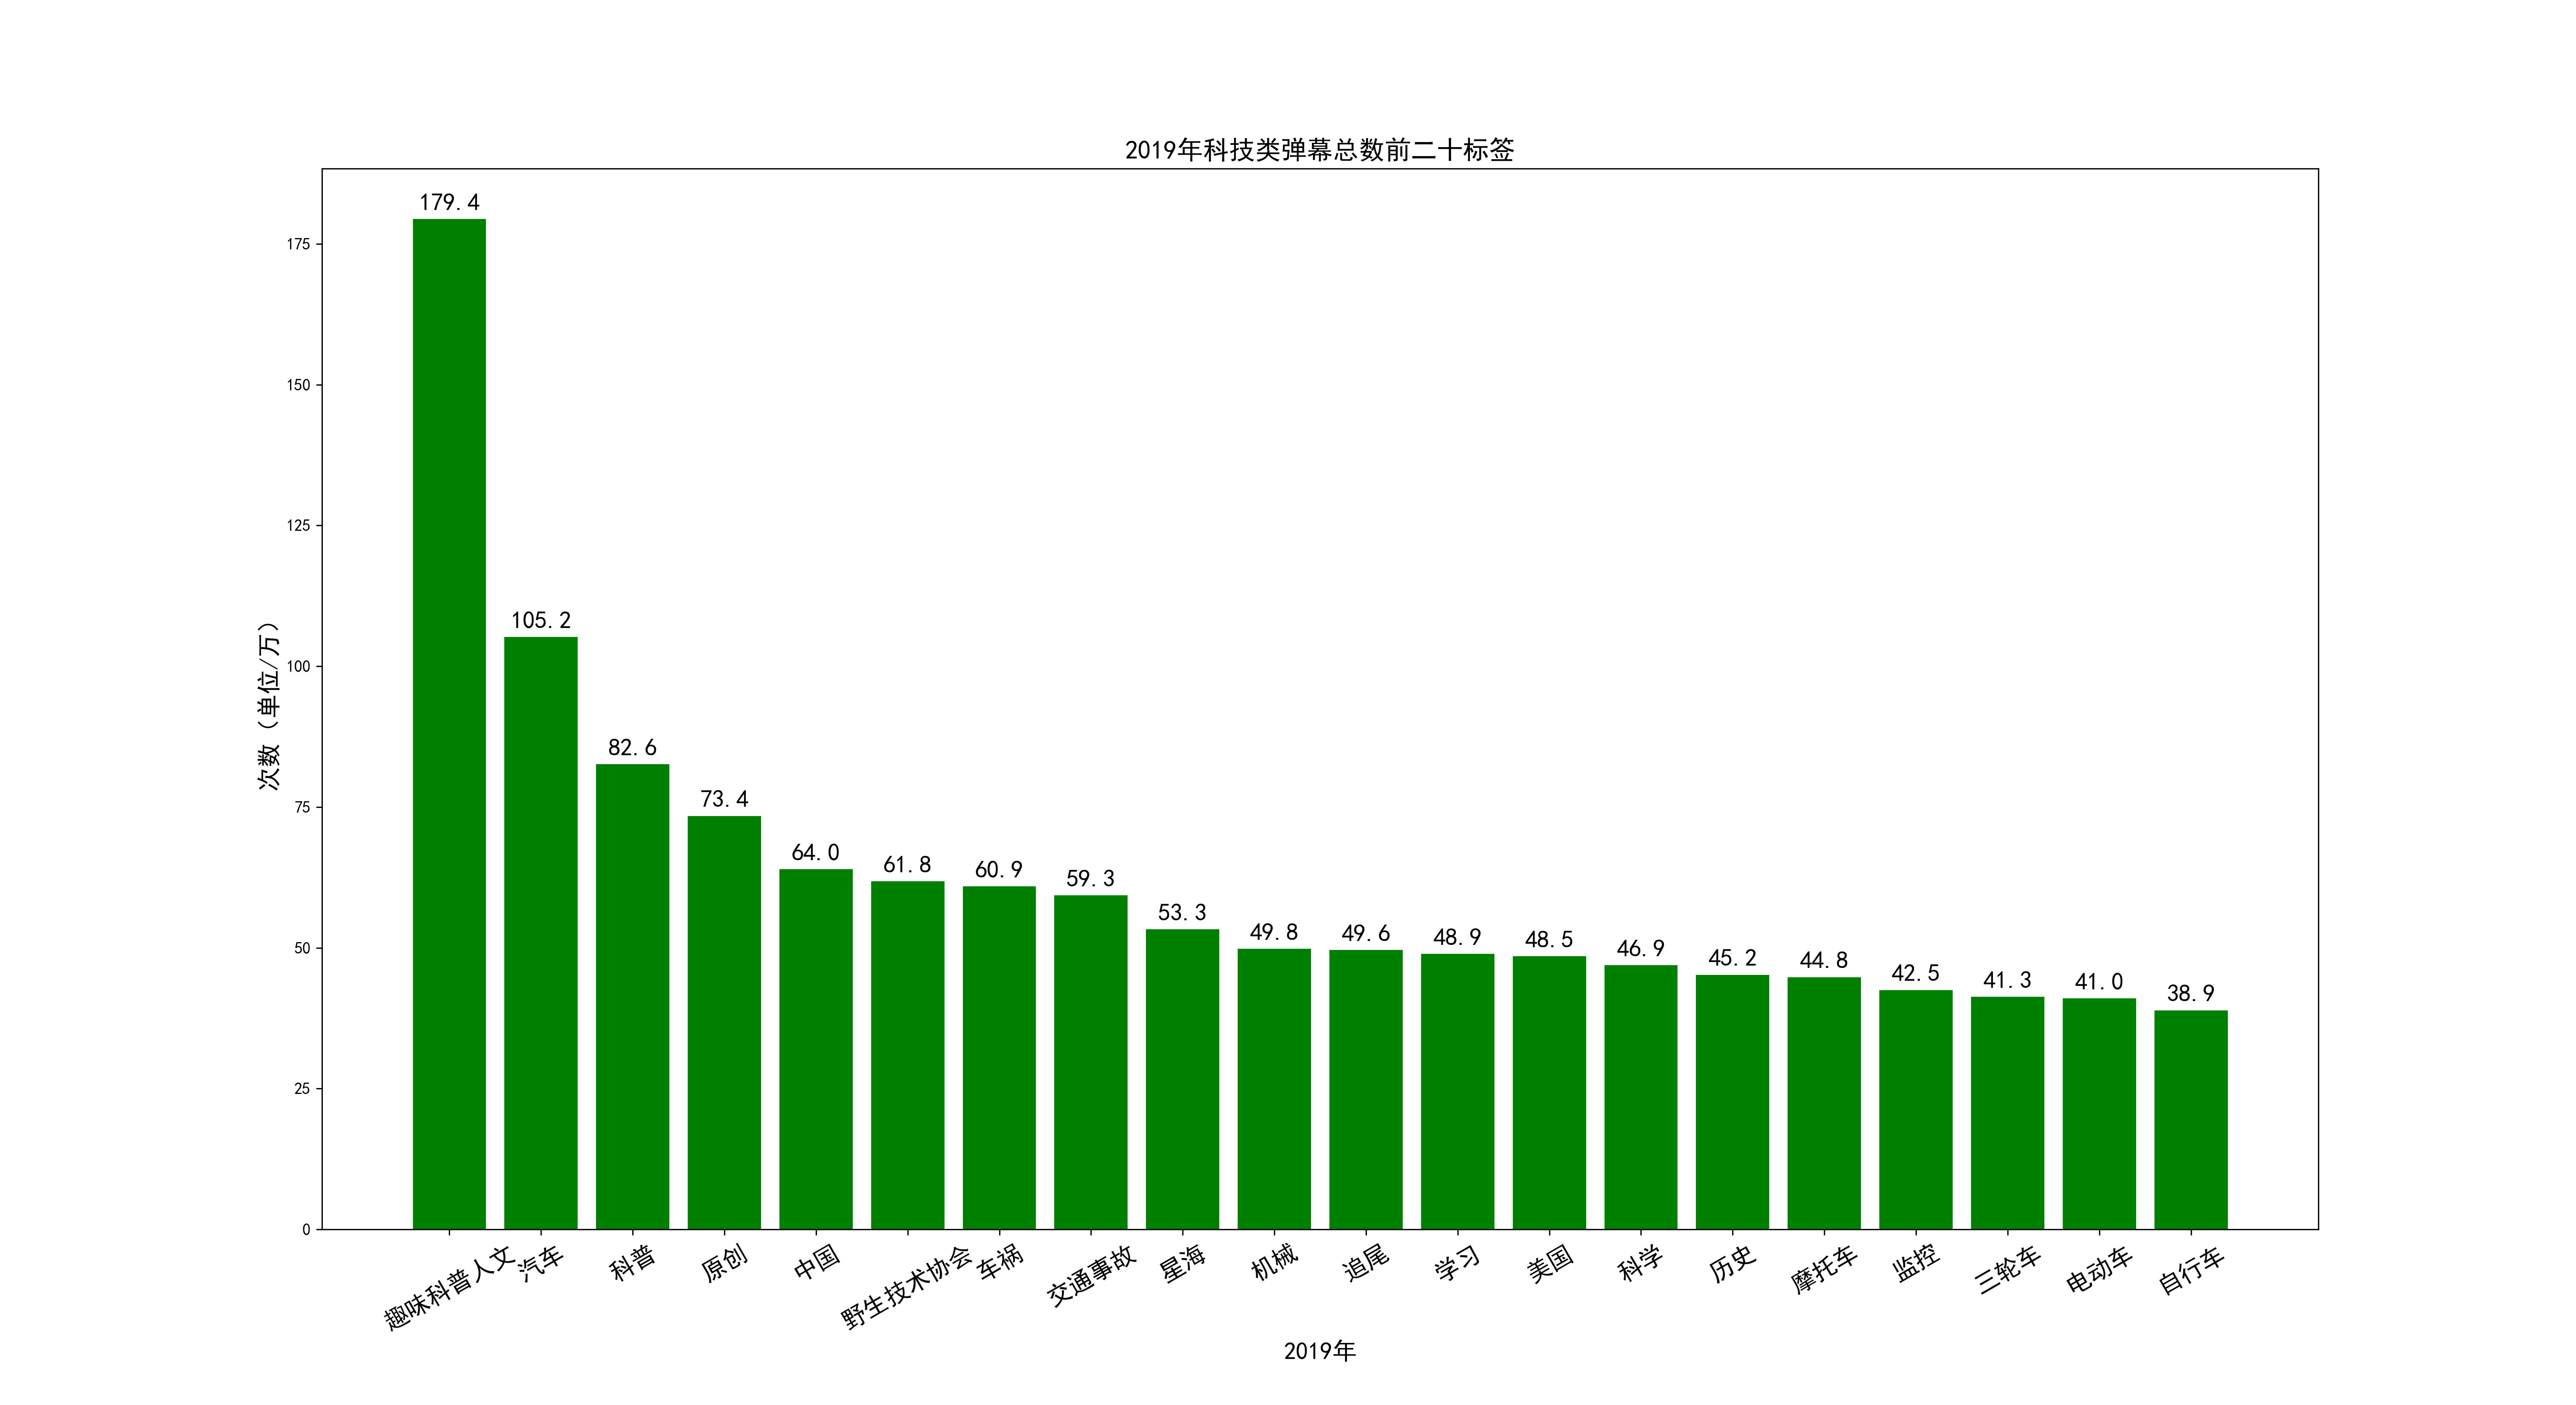 2019年科技类弹幕总数前二十标签
次数（单位/万）
175
150
125
100
75
50
25
0
179.4
105.2
82.6
73.4
64.0
61.8
60.9
59.3
53.3
49.8
49.6
48.9
48.5
46.9
45.2
44.8
42.5
41.3
41.0
38.9
趣味科普人文
汽车
科普
原创
中国
野生技术协会
车祸
交通事故
星海
机械
追尾
学习
美国
科学
历史
摩托车
监控
三轮车
电动车
自行车
2019年